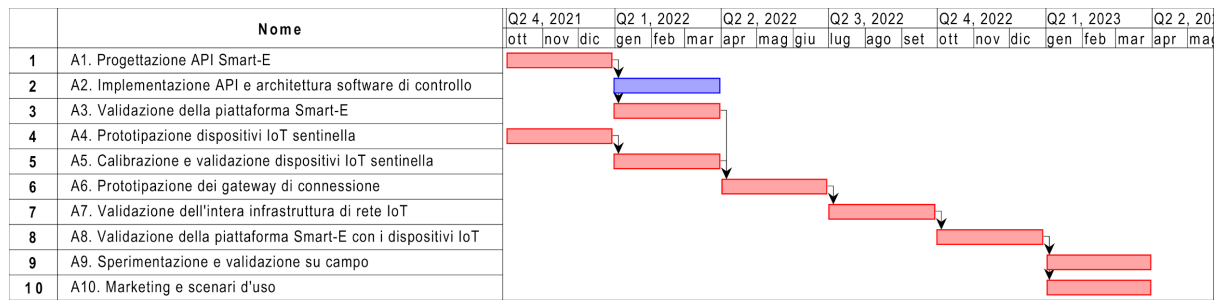 Nome
Q2 4, 2021 Q2 1, 2022 Q2 2, 2022 Q2 3, 2022 Q2 4, 2022 Q2 1, 2023 Q2 2, 202
ott nov dic gen feb mar apr mag giu lug ago set ott nov dic gen feb mar apr mag
1 A1. Progettazione API Smart-E
2 A2. Implementazione API e architettura software di controllo
3 A3. Validazione della piattaforma Smart-E
4 A4. Prototipazione dispositivi IoT sentinella
5 A5. Calibrazione e validazione dispositivi IoT sentinella
6 A6. Prototipazione dei gateway di connessione
7 A7. Validazione dell'intera infrastruttura di rete IoT
8 A8. Validazione della piattaforma Smart-E con i dispositivi IoT
9 A9. Sperimentazione e validazione su campo
10 A10. Marketing e scenari d'uso